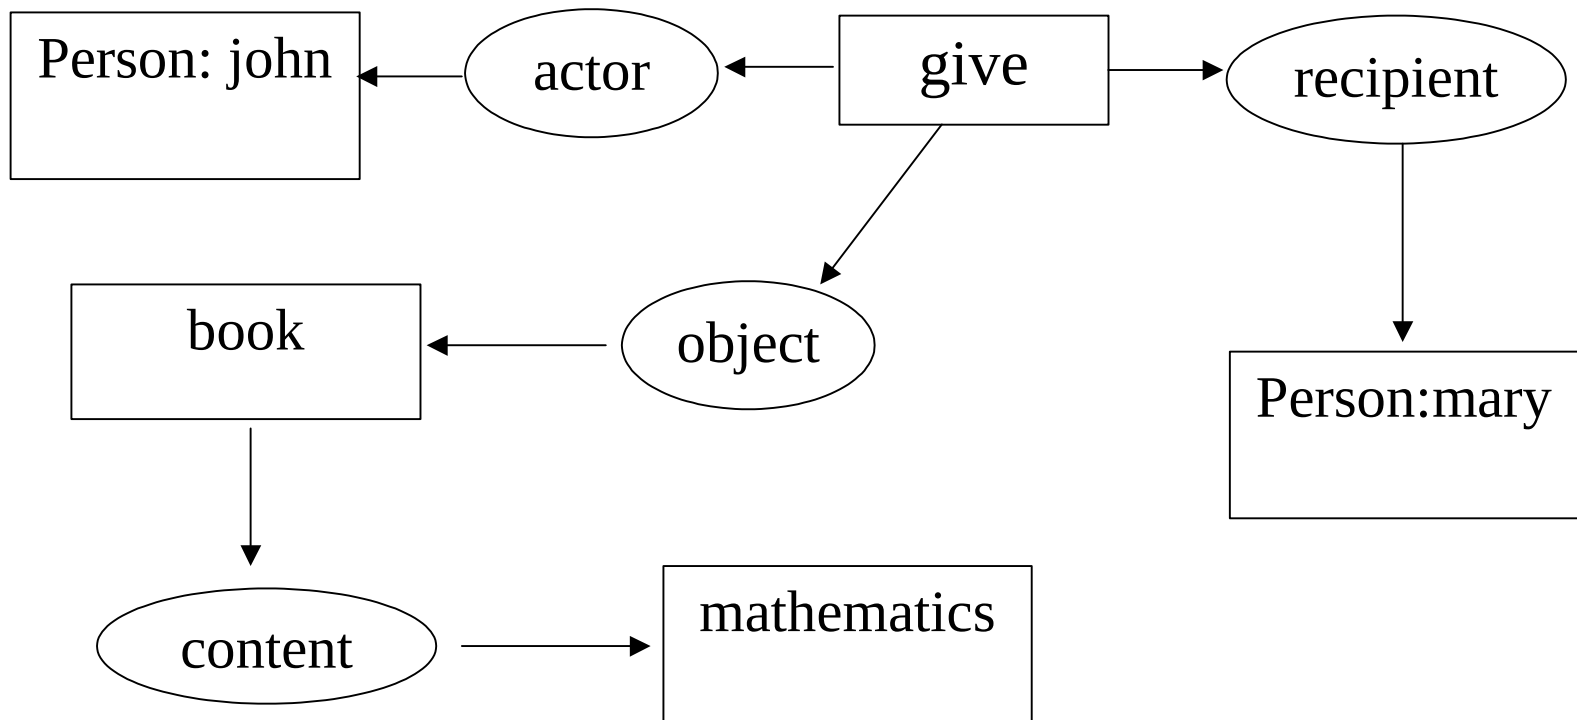 Person: john
actor
give
recipient
book
object
Person:mary
content
mathematics